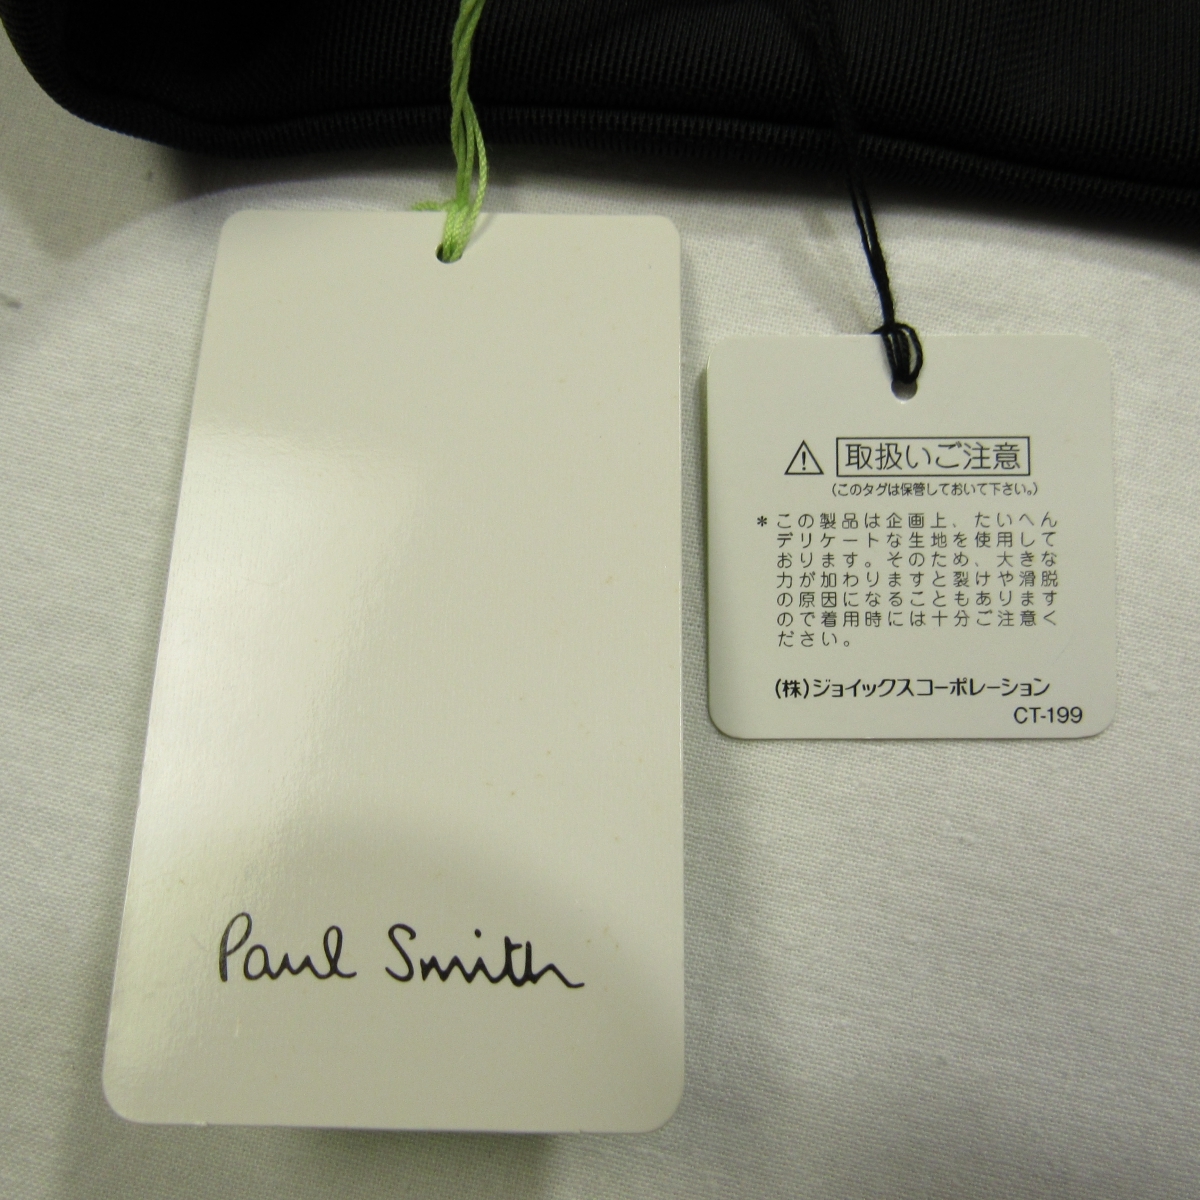 Paul Smith
取扱いご注意
(このタグは保管しておいて下さい。)
*この製品は企画上、たいへん
デリケートな生地を使用して
おります。そのため、大きな
力が加わりますと裂けや滑脱
の原因になることもあります
ので着用時には十分ご注意く
ださい。
(株)ジョイックスコーポレーション
CT-199